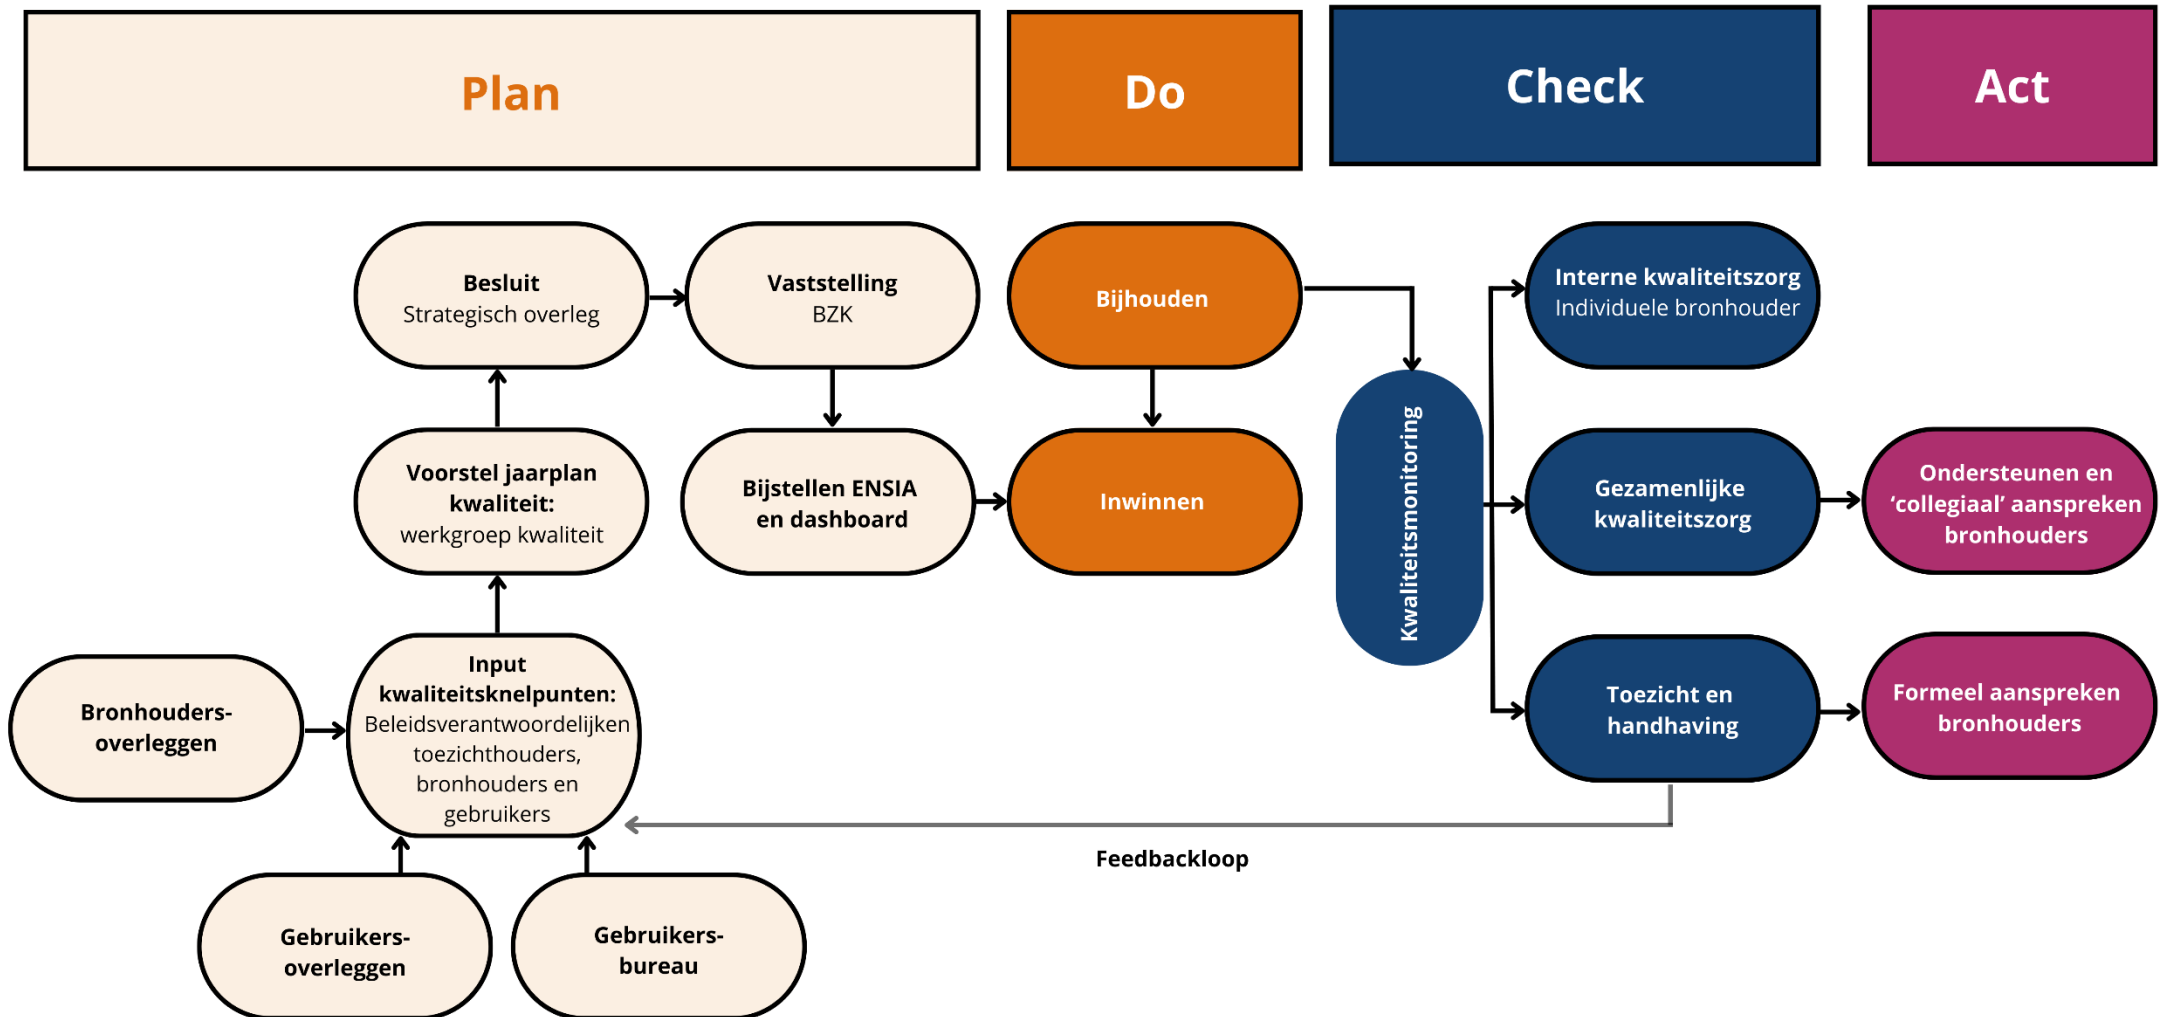 Plan
Do
Check
Act
Besluit
Strategisch overleg
Vaststelling
BZK
Bijhouden
Interne kwaliteitszorg
Individuele bronhouder
Voorstel jaarplan
kwaliteit:
werkgroep kwaliteit
Bijstellen ENSIA
en dashboard
Inwinnen
Kwaliteitsmonitoring
Gezamenlijke
kwaliteitszorg
Ondersteunen en
‘collegiaal’ aanspreken
bronhouders
Bronhouders-
overleggen
Input
kwaliteitsknelpunten:
Beleidsverantwoordelijken
toezichthouders,
bronhouders en
gebruikers
Toezicht en
handhaving
Formeel aanspreken
bronhouders
Feedbackloop
Gebruikers-
overleggen
Gebruikers-
bureau